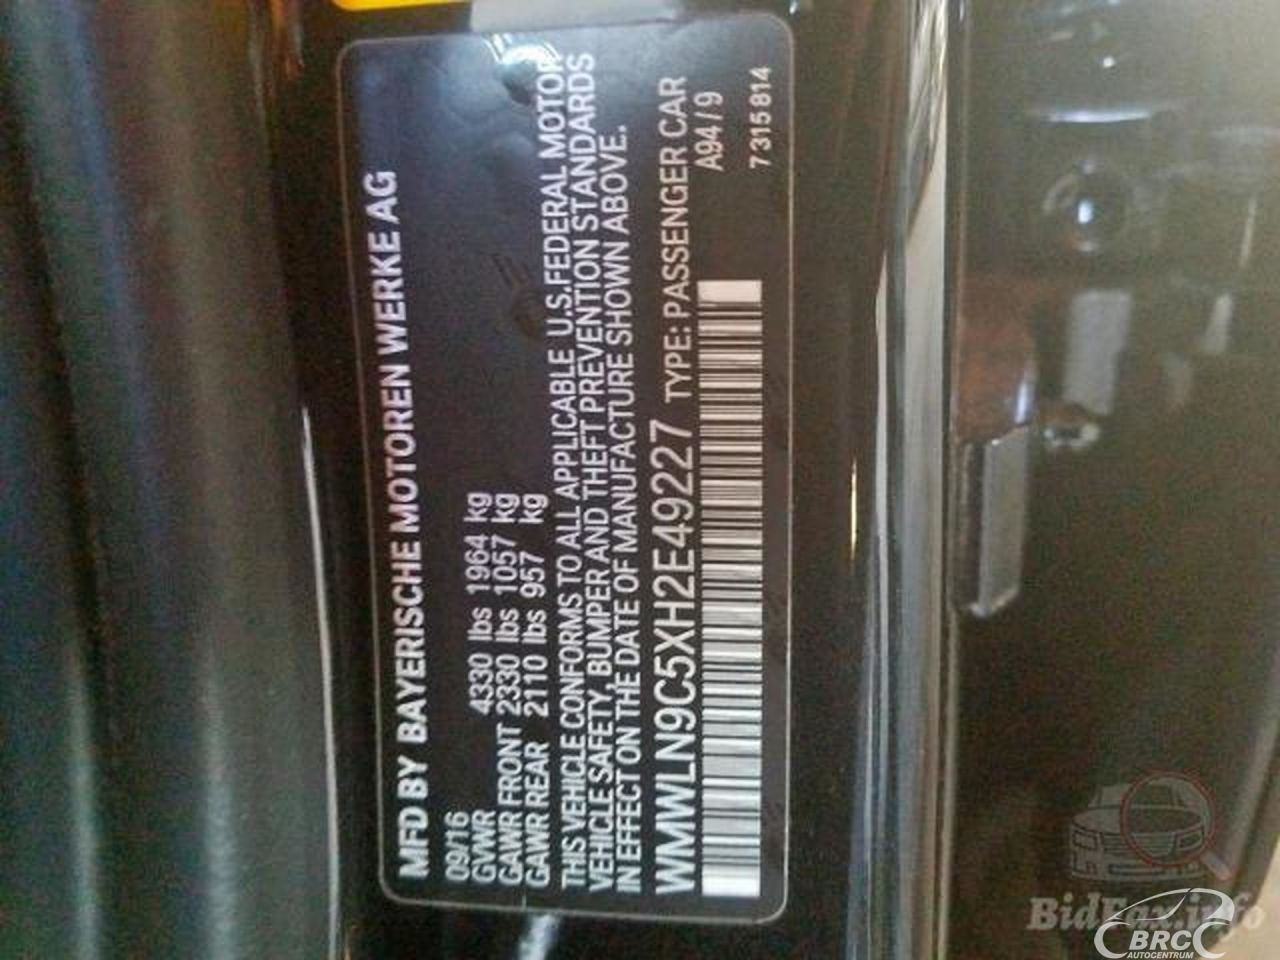 MFD BY BAYERISCHE MOTOREN WERKE AG
09/16
GVWR 4330 lbs 1964 kg
GAWR FRONT 2330 lbs 1057 kg
GAWR REAR 2110 lbs 957 kg
THIS VEHICLE CONFORMS TO ALL APPLICABLE U.S.FEDERAL MOTOR
VEHICLE SAFETY, BUMPER AND THEFT PREVENTION STANDARDS
IN EFFECT ON THE DATE OF MANUFACTURE SHOWN ABOVE.
WMWLN9C5XH2E49227 TYPE: PASSENGER CAR
A94/9
7315814
BidFax.info
BRC
AUTOCENTRUM